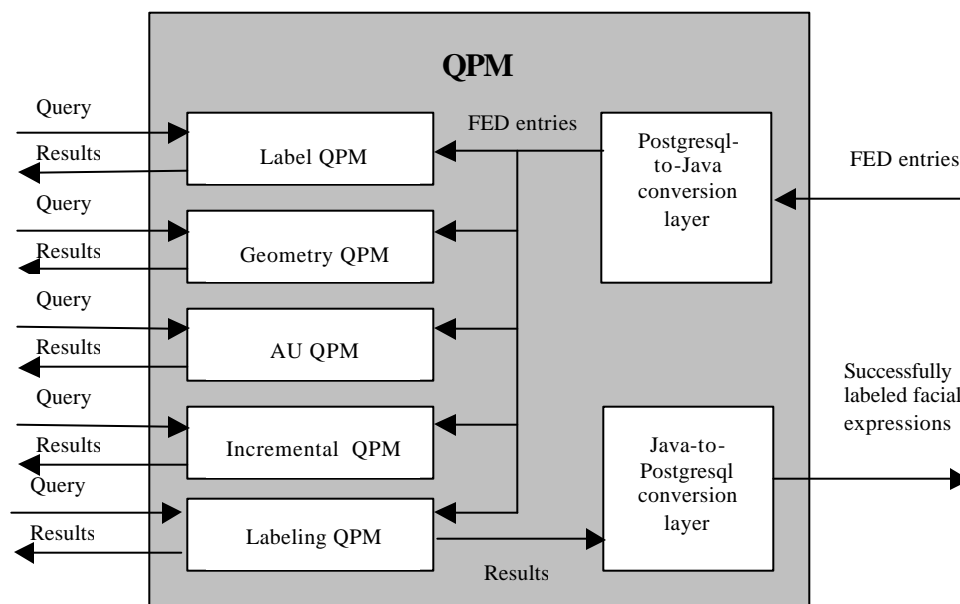 QPM
Query
Results
Label QPM
FED entries
Postgresql-
to-Java
conversion
layer
FED entries
Query
Results
Geometry QPM
Query
Results
AU QPM
Query
Results
Incremental QPM
Query
Results
Labeling QPM
Results
Java-to-
Postgresql
conversion
layer
Successfully
labeled facial
expressions